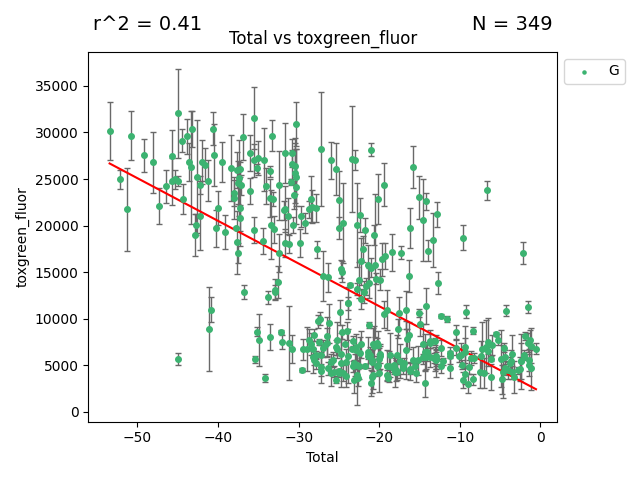 r^2 = 0.41
N = 349
Total vs toxgreen_fluor
G
35000
30000
25000
20000
15000
10000
5000
0
toxgreen_fluor
−50
−40
−30
−20
−10
0
Total